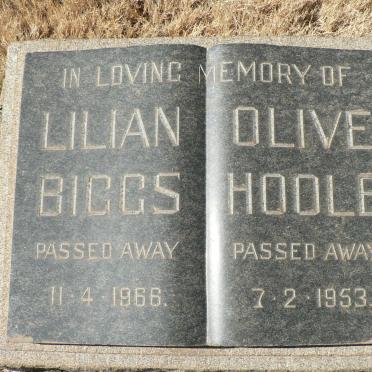 IN LOVING MEMORY OF
LILIAN
BIGGS
PASSED AWAY
11·4·1966.
OLIVE
HOOLE
PASSED AWAY
7·2·1953.